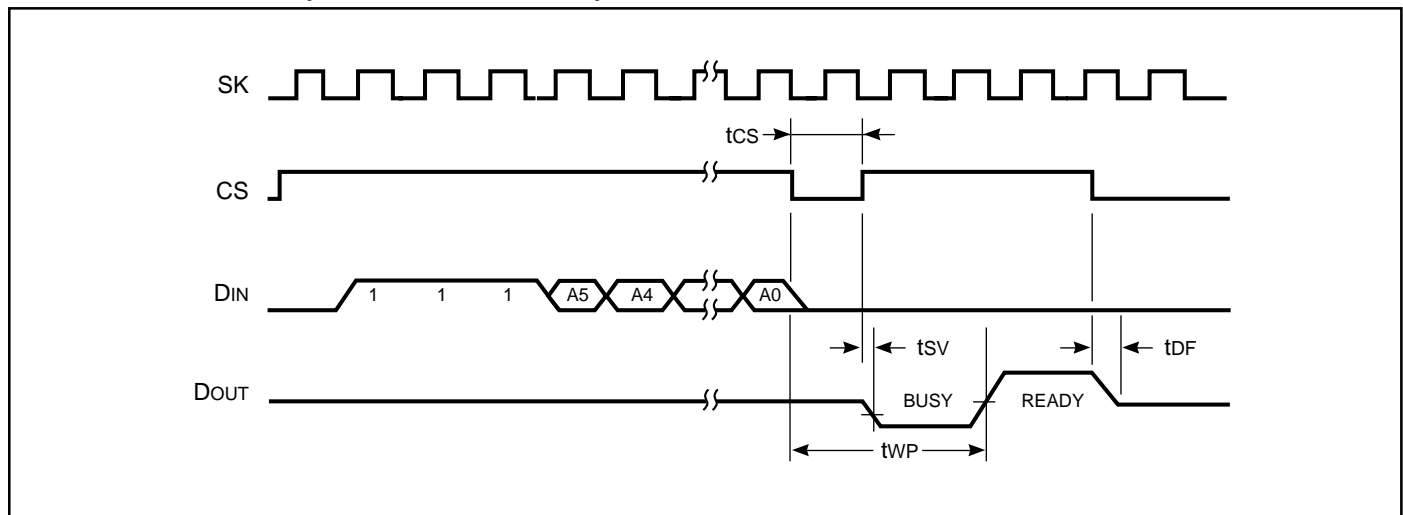 SK
tCS
CS
DIN
1 1 1 A5 A4 A0
tSV
tDF
DOUT
BUSY
READY
tWP